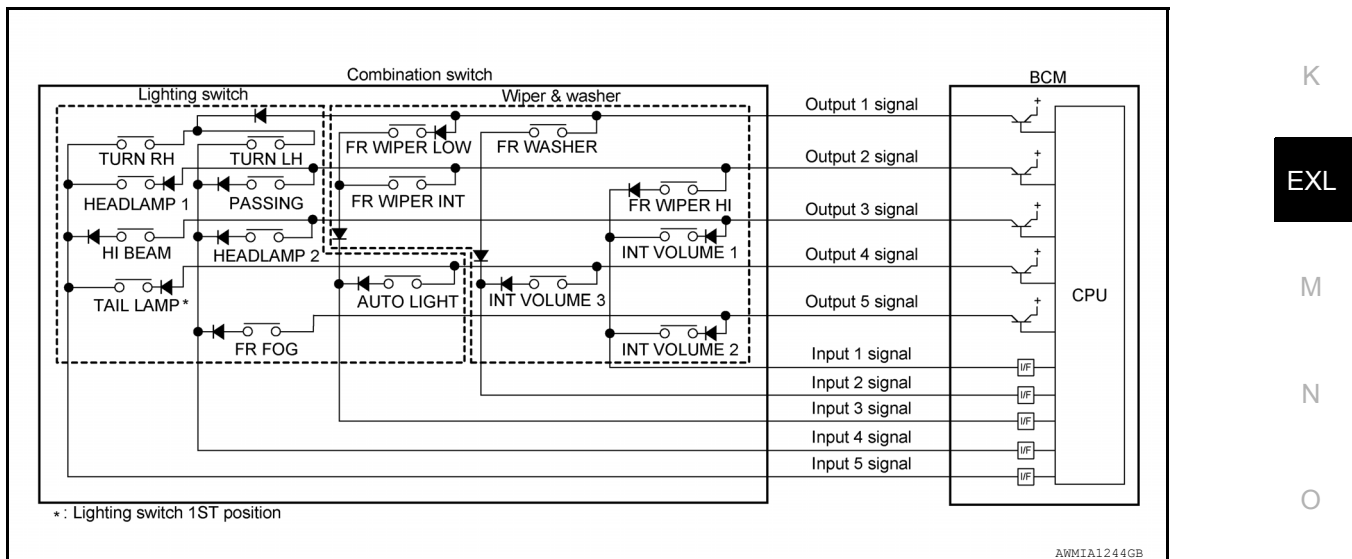 Combination switch
BCM
Lighting switch
Wiper & washer
Output 1 signal
+
TURN RH
TURN LH
FR WIPER LOW
FR WASHER
Output 2 signal
+
HEADLAMP 1
PASSING
FR WIPER INT
FR WIPER HI
Output 3 signal
+
HI BEAM
HEADLAMP 2
INT VOLUME 1
Output 4 signal
+
TAIL LAMP*
AUTO LIGHT
INT VOLUME 3
CPU
Output 5 signal
+
FR FOG
INT VOLUME 2
Input 1 signal
I/F
Input 2 signal
I/F
Input 3 signal
I/F
Input 4 signal
I/F
Input 5 signal
I/F
*: Lighting switch 1ST position
AWMIA1244GB
K
EXL
M
N
O